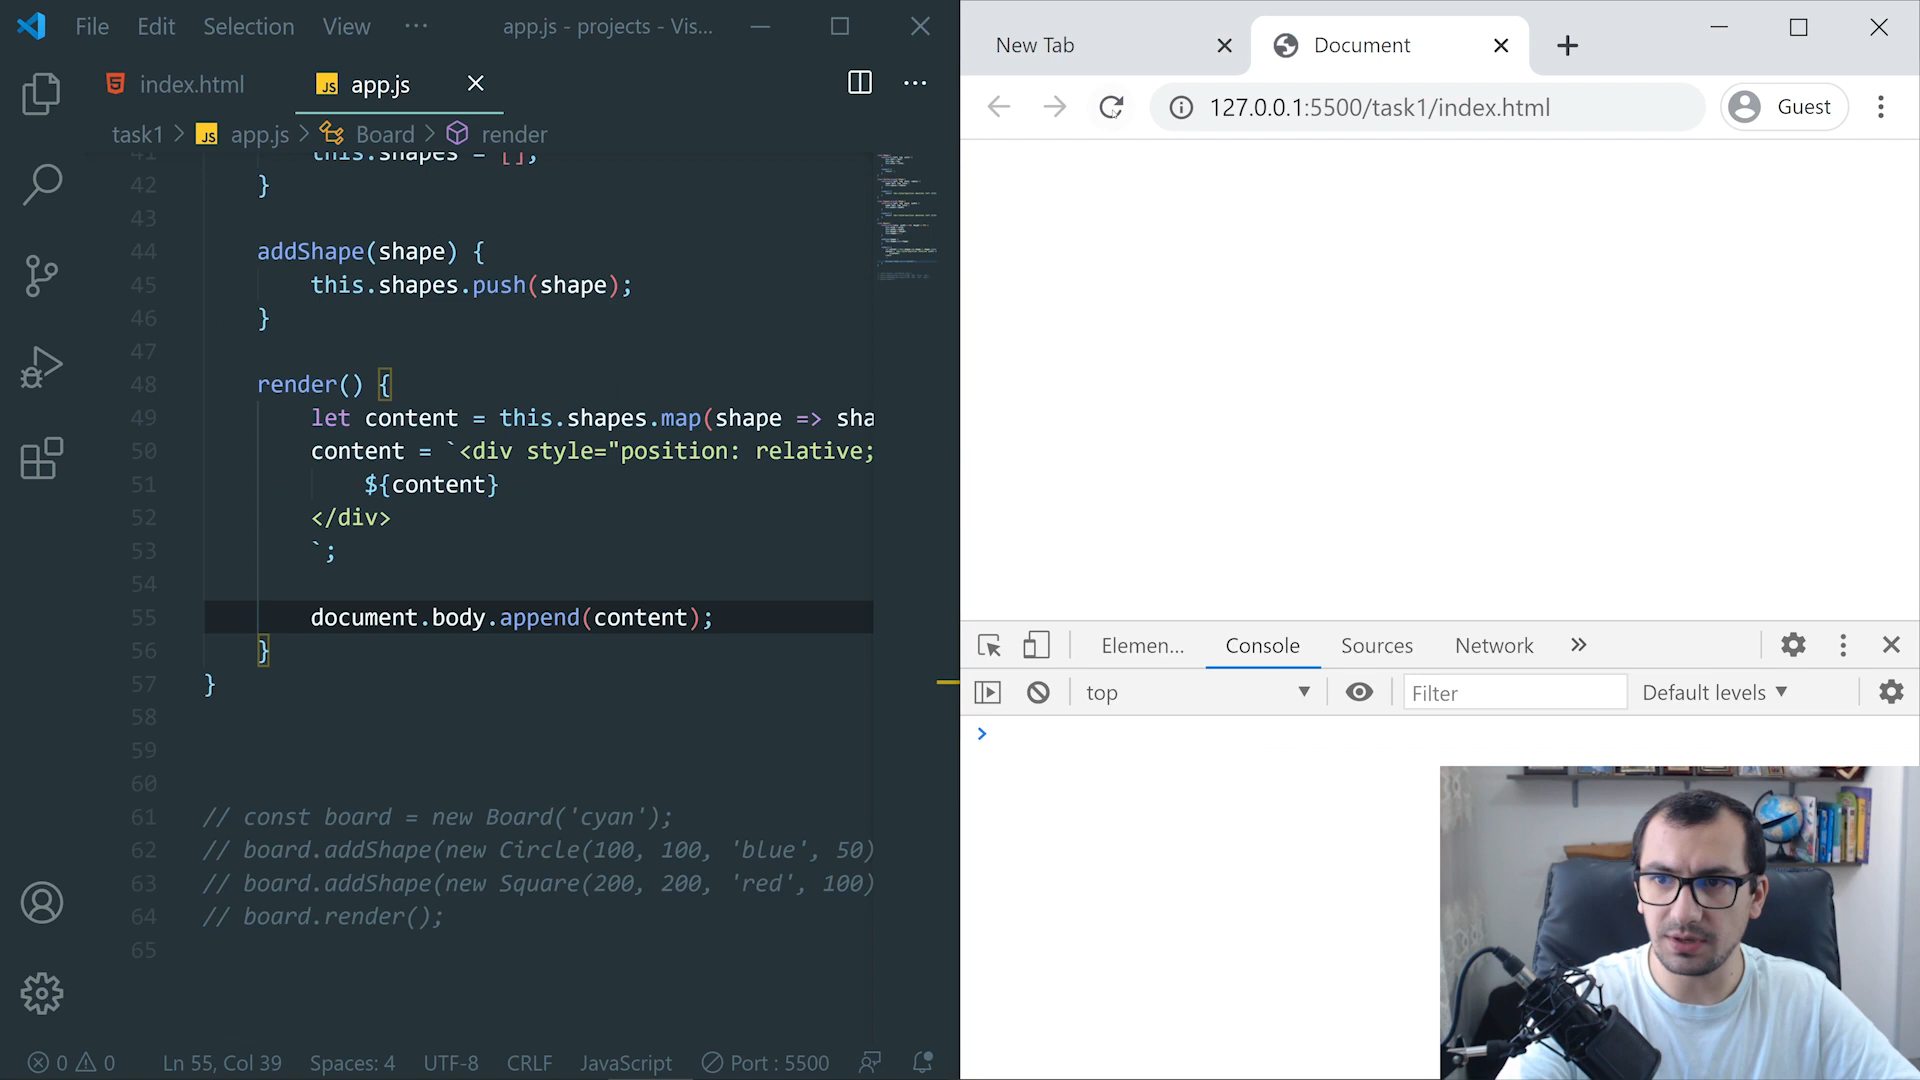 File Edit Selection View ··· app.js - projects - Vis...
index.html app.js
task1 > app.js > Board > render
41 this.shapes = [];
42 }
43
44 addShape(shape) {
45 this.shapes.push(shape);
46 }
47
48 render() {
49 let content = this.shapes.map(shape => sha
50 content = `<div style="position: relative;
51 ${content}
52 </div>
53 `;
54
55 document.body.append(content);
56 }
57 }
58
59
60
61 // const board = new Board('cyan');
62 // board.addShape(new Circle(100, 100, 'blue', 50)
63 // board.addShape(new Square(200, 200, 'red', 100)
64 // board.render();
65
0 0 Ln 55, Col 39 Spaces: 4 UTF-8 CRLF JavaScript Port : 5500
New Tab Document
127.0.0.1:5500/task1/index.html Guest
Elemen... Console Sources Network »
top Filter Default levels